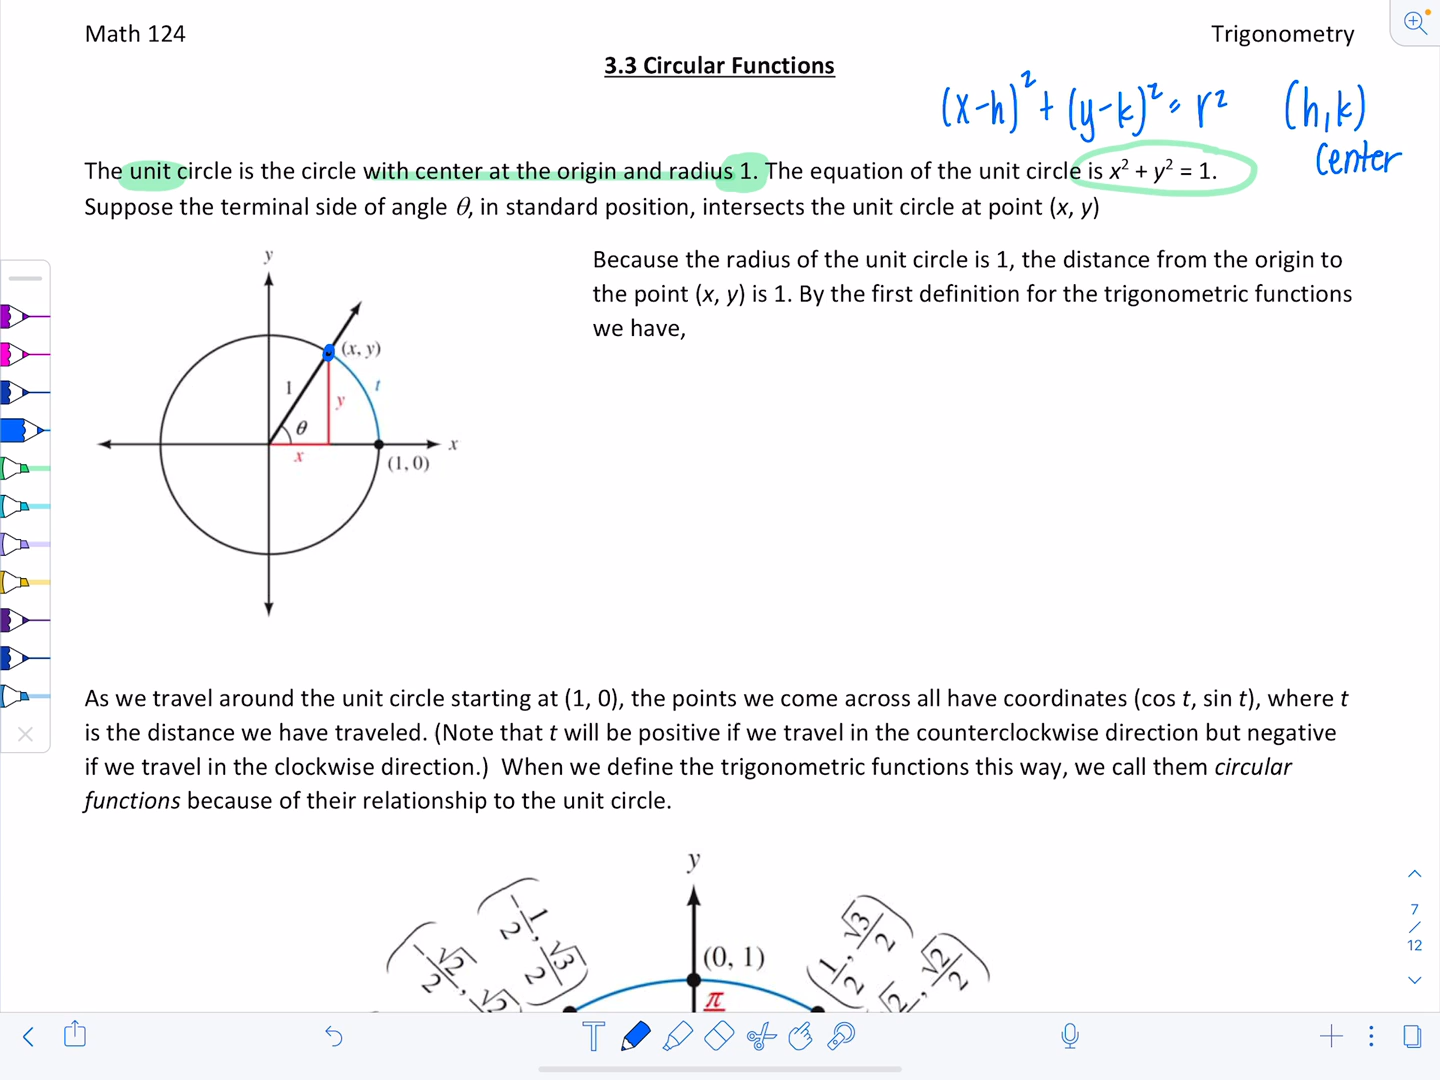 Math 124
Trigonometry
3.3 Circular Functions
(x-h)² + (y-k)² = r² (h,k)
center
The unit circle is the circle with center at the origin and radius 1. The equation of the unit circle is x² + y² = 1.
Suppose the terminal side of angle θ, in standard position, intersects the unit circle at point (x, y)
Because the radius of the unit circle is 1, the distance from the origin to
the point (x, y) is 1. By the first definition for the trigonometric functions
we have,
y
(x, y)
1
t
y
θ
x
x
(1, 0)
As we travel around the unit circle starting at (1, 0), the points we come across all have coordinates (cos t, sin t), where t
is the distance we have traveled. (Note that t will be positive if we travel in the counterclockwise direction but negative
if we travel in the clockwise direction.) When we define the trigonometric functions this way, we call them circular
functions because of their relationship to the unit circle.
y
(-1/2, √3/2)
(1/2, √3/2)
(0, 1)
π
7
/
12
T